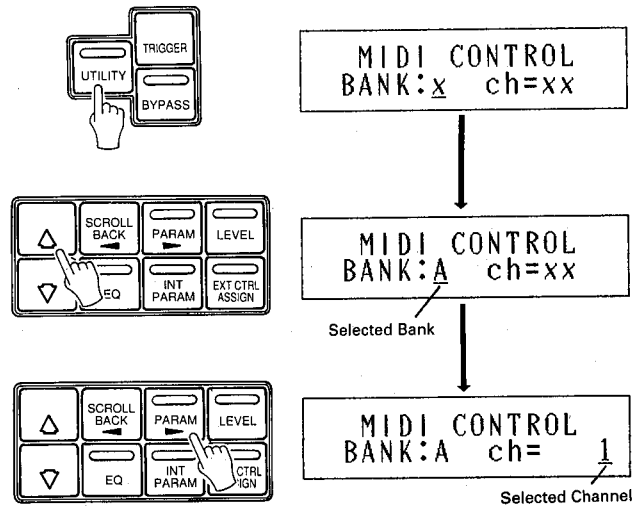 TRIGGER
UTILITY
BYPASS
MIDI CONTROL
BANK:x ch=xx
SCROLL BACK
PARAM
LEVEL
EQ
INT PARAM
EXT CTRL ASSIGN
MIDI CONTROL
BANK:A ch=xx
Selected Bank
SCROLL BACK
PARAM
LEVEL
EQ
INT PARAM
CTRL
IGN
MIDI CONTROL
BANK:A ch= 1
Selected Channel